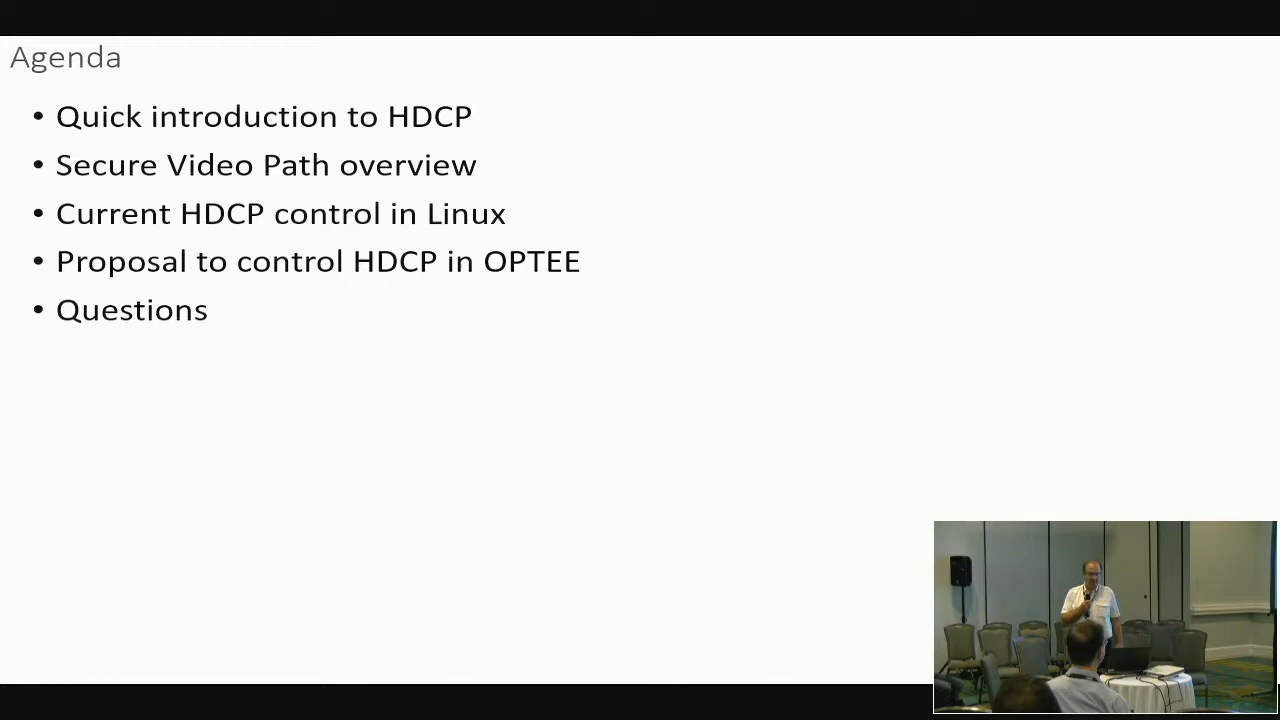 Agenda
• Quick introduction to HDCP
• Secure Video Path overview
• Current HDCP control in Linux
• Proposal to control HDCP in OPTEE
• Questions